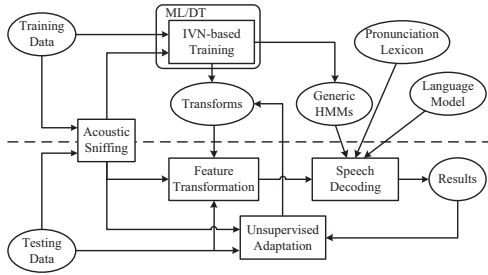 ML/DT
Training
Data
IVN-based
Training
Pronunciation
Lexicon
Transforms
Generic
HMMs
Language
Model
Acoustic
Sniffing
Feature
Transformation
Speech
Decoding
Results
Testing
Data
Unsupervised
Adaptation